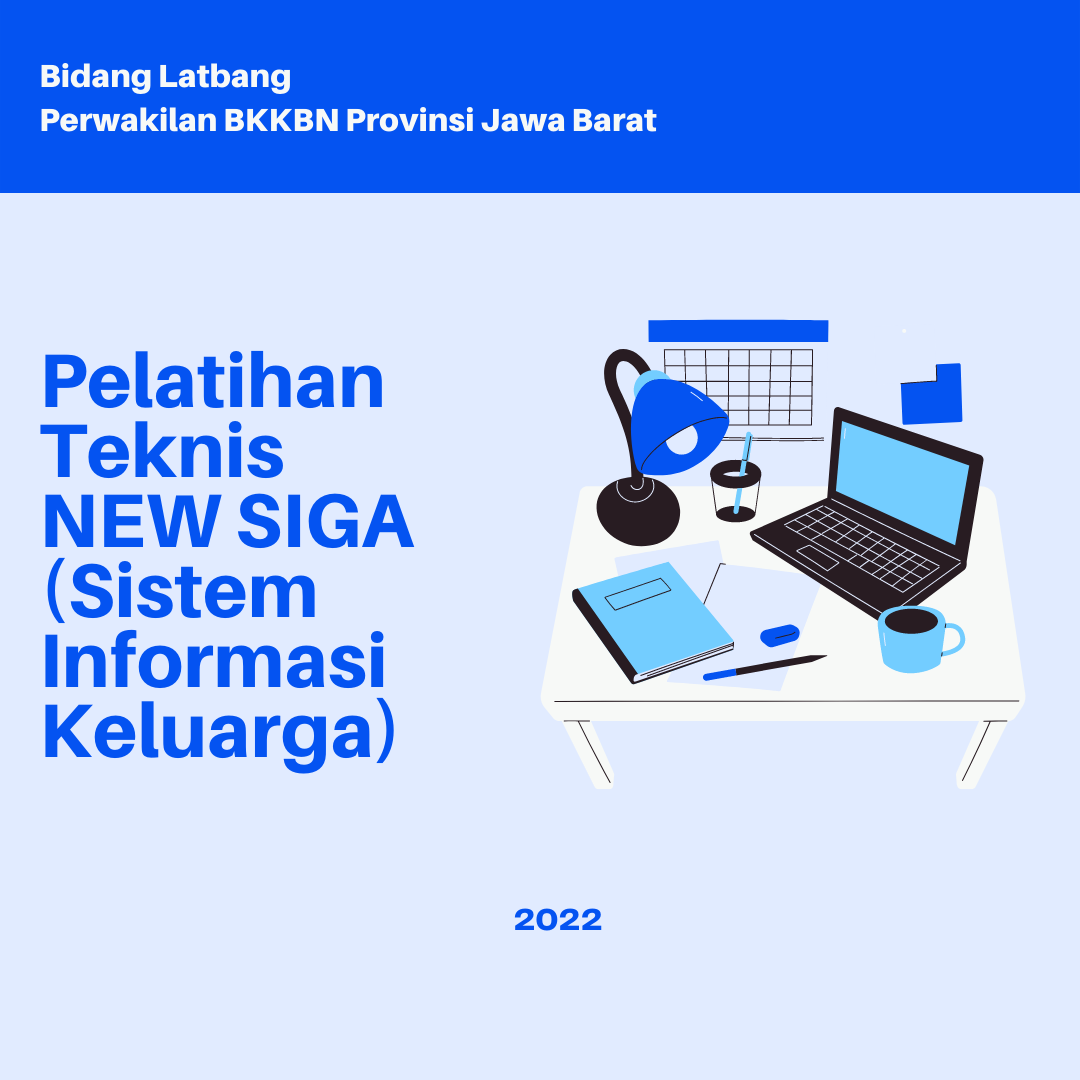 Bidang Latbang
Perwakilan BKKBN Provinsi Jawa Barat
Pelatihan
Teknis
NEW SIGA
(Sistem
Informasi
Keluarga)
2022